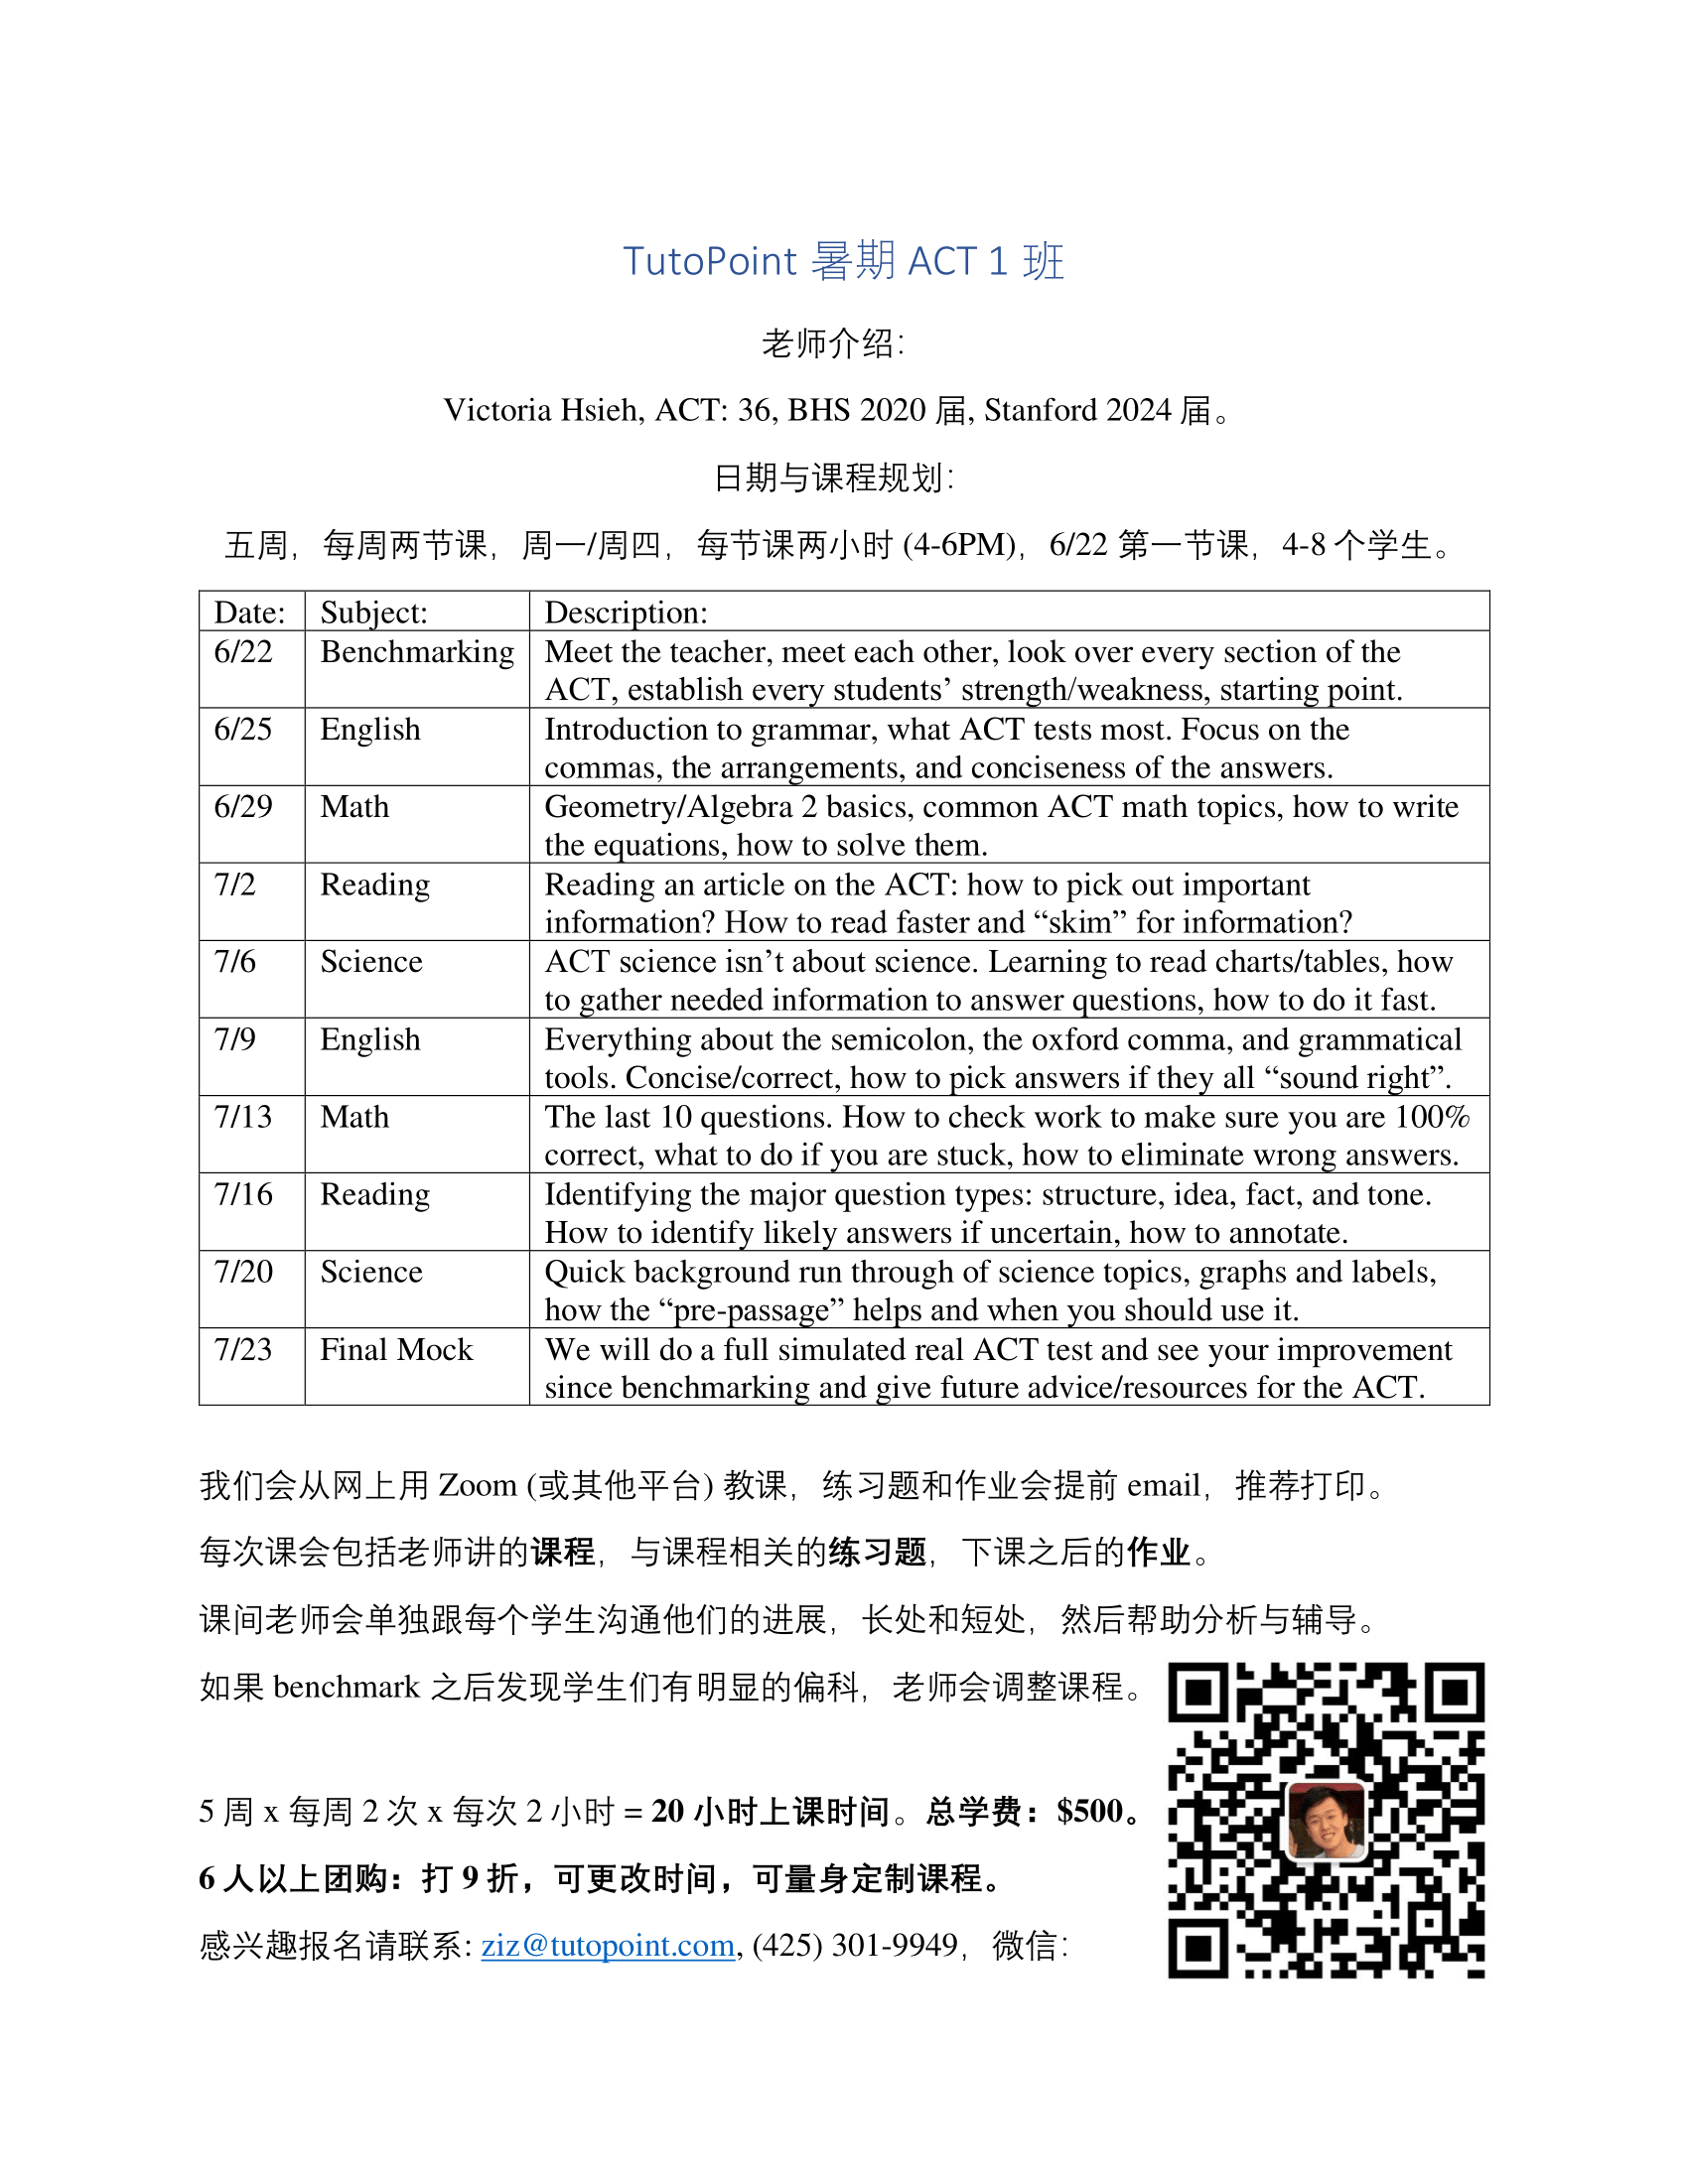 TutoPoint 暑期 ACT 1 班
老师介绍：
Victoria Hsieh, ACT: 36, BHS 2020 届, Stanford 2024 届。
日期与课程规划：
五周，每周两节课，周一/周四，每节课两小时 (4-6PM)，6/22 第一节课，4-8 个学生。
Date: Subject: Description:
6/22 Benchmarking Meet the teacher, meet each other, look over every section of the
ACT, establish every students’ strength/weakness, starting point.
6/25 English Introduction to grammar, what ACT tests most. Focus on the
commas, the arrangements, and conciseness of the answers.
6/29 Math Geometry/Algebra 2 basics, common ACT math topics, how to write
the equations, how to solve them.
7/2 Reading Reading an article on the ACT: how to pick out important
information? How to read faster and “skim” for information?
7/6 Science ACT science isn’t about science. Learning to read charts/tables, how
to gather needed information to answer questions, how to do it fast.
7/9 English Everything about the semicolon, the oxford comma, and grammatical
tools. Concise/correct, how to pick answers if they all “sound right”.
7/13 Math The last 10 questions. How to check work to make sure you are 100%
correct, what to do if you are stuck, how to eliminate wrong answers.
7/16 Reading Identifying the major question types: structure, idea, fact, and tone.
How to identify likely answers if uncertain, how to annotate.
7/20 Science Quick background run through of science topics, graphs and labels,
how the “pre-passage” helps and when you should use it.
7/23 Final Mock We will do a full simulated real ACT test and see your improvement
since benchmarking and give future advice/resources for the ACT.
我们会从网上用 Zoom (或其他平台) 教课，练习题和作业会提前 email，推荐打印。
每次课会包括老师讲的课程，与课程相关的练习题，下课之后的作业。
课间老师会单独跟每个学生沟通他们的进展，长处和短处，然后帮助分析与辅导。
如果 benchmark 之后发现学生们有明显的偏科，老师会调整课程。
5 周 x 每周 2 次 x 每次 2 小时 = 20 小时上课时间。总学费：$500。
6 人以上团购：打 9 折，可更改时间，可量身定制课程。
感兴趣报名请联系: ziz@tutopoint.com, (425) 301-9949，微信：